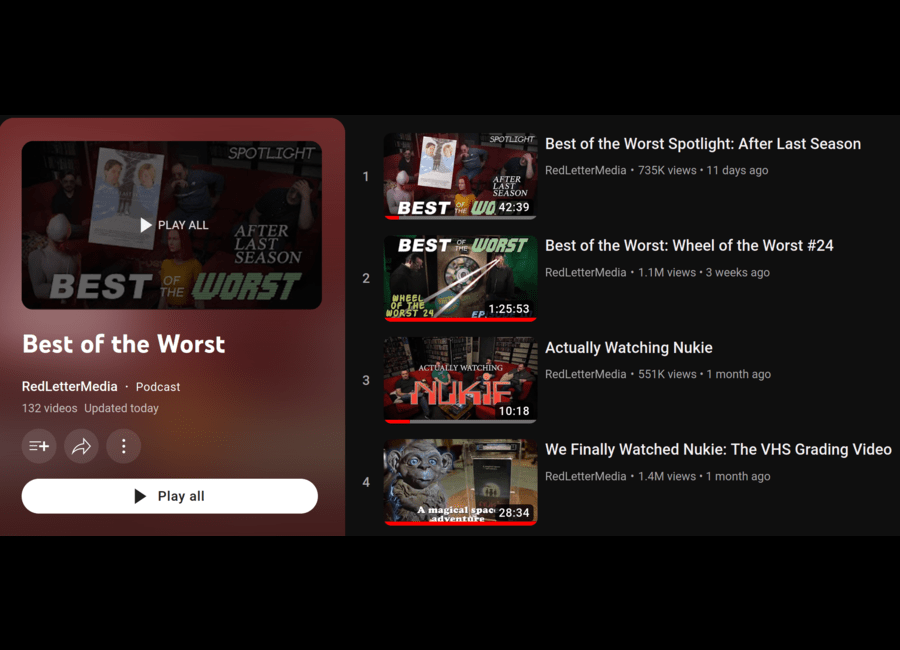 SPOTLIGHT
PLAY ALL
AFTER
LAST
SEASON
BEST OF THE WORST
Best of the Worst
RedLetterMedia · Podcast
132 videos Updated today
Play all
1
SPOTLIGHT
AFTER
LAST
SEASON
BEST OF THE WO
42:39
Best of the Worst Spotlight: After Last Season
RedLetterMedia • 735K views • 11 days ago
2
BEST OF THE WORST
WHEEL
OF THE
WORST 24
EP.
1:25:53
Best of the Worst: Wheel of the Worst #24
RedLetterMedia • 1.1M views • 3 weeks ago
3
ACTUALLY WATCHING
NUKIE
10:18
Actually Watching Nukie
RedLetterMedia • 551K views • 1 month ago
4
A magical space
adventure
28:34
We Finally Watched Nukie: The VHS Grading Video
RedLetterMedia • 1.4M views • 1 month ago